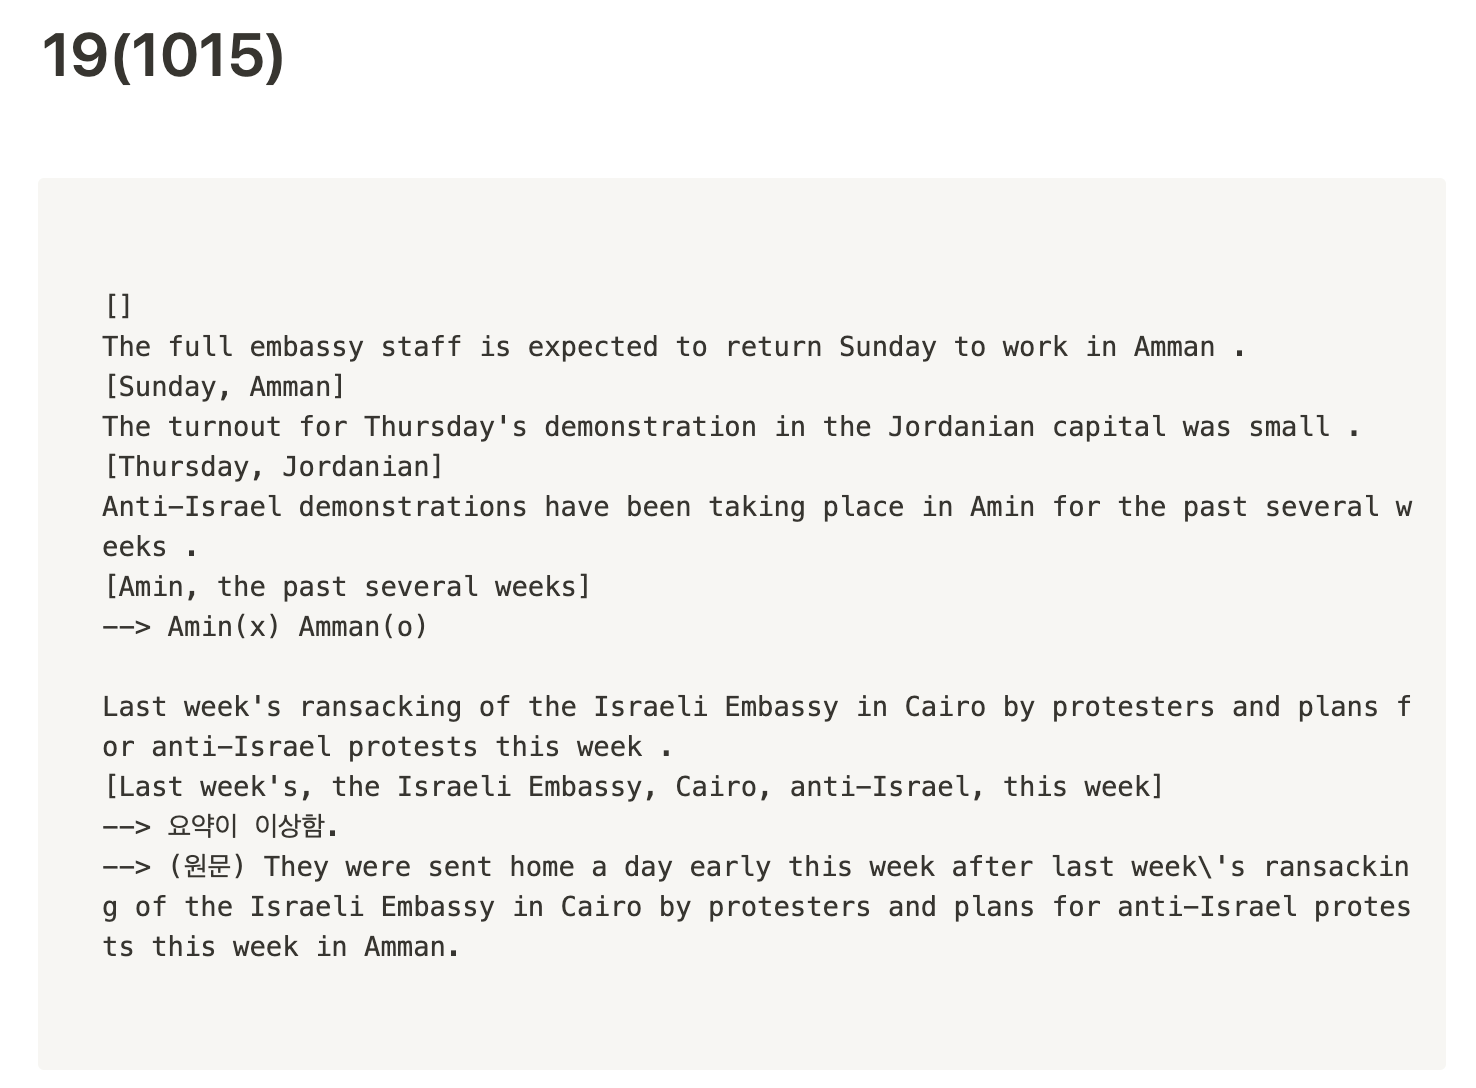 19(1015)
[]
The full embassy staff is expected to return Sunday to work in Amman .
[Sunday, Amman]
The turnout for Thursday's demonstration in the Jordanian capital was small .
[Thursday, Jordanian]
Anti-Israel demonstrations have been taking place in Amin for the past several w
eeks .
[Amin, the past several weeks]
--> Amin(x) Amman(o)
Last week's ransacking of the Israeli Embassy in Cairo by protesters and plans f
or anti-Israel protests this week .
[Last week's, the Israeli Embassy, Cairo, anti-Israel, this week]
--> 요약이 이상함.
--> (원문) They were sent home a day early this week after last week\'s ransackin
g of the Israeli Embassy in Cairo by protesters and plans for anti-Israel protes
ts this week in Amman.